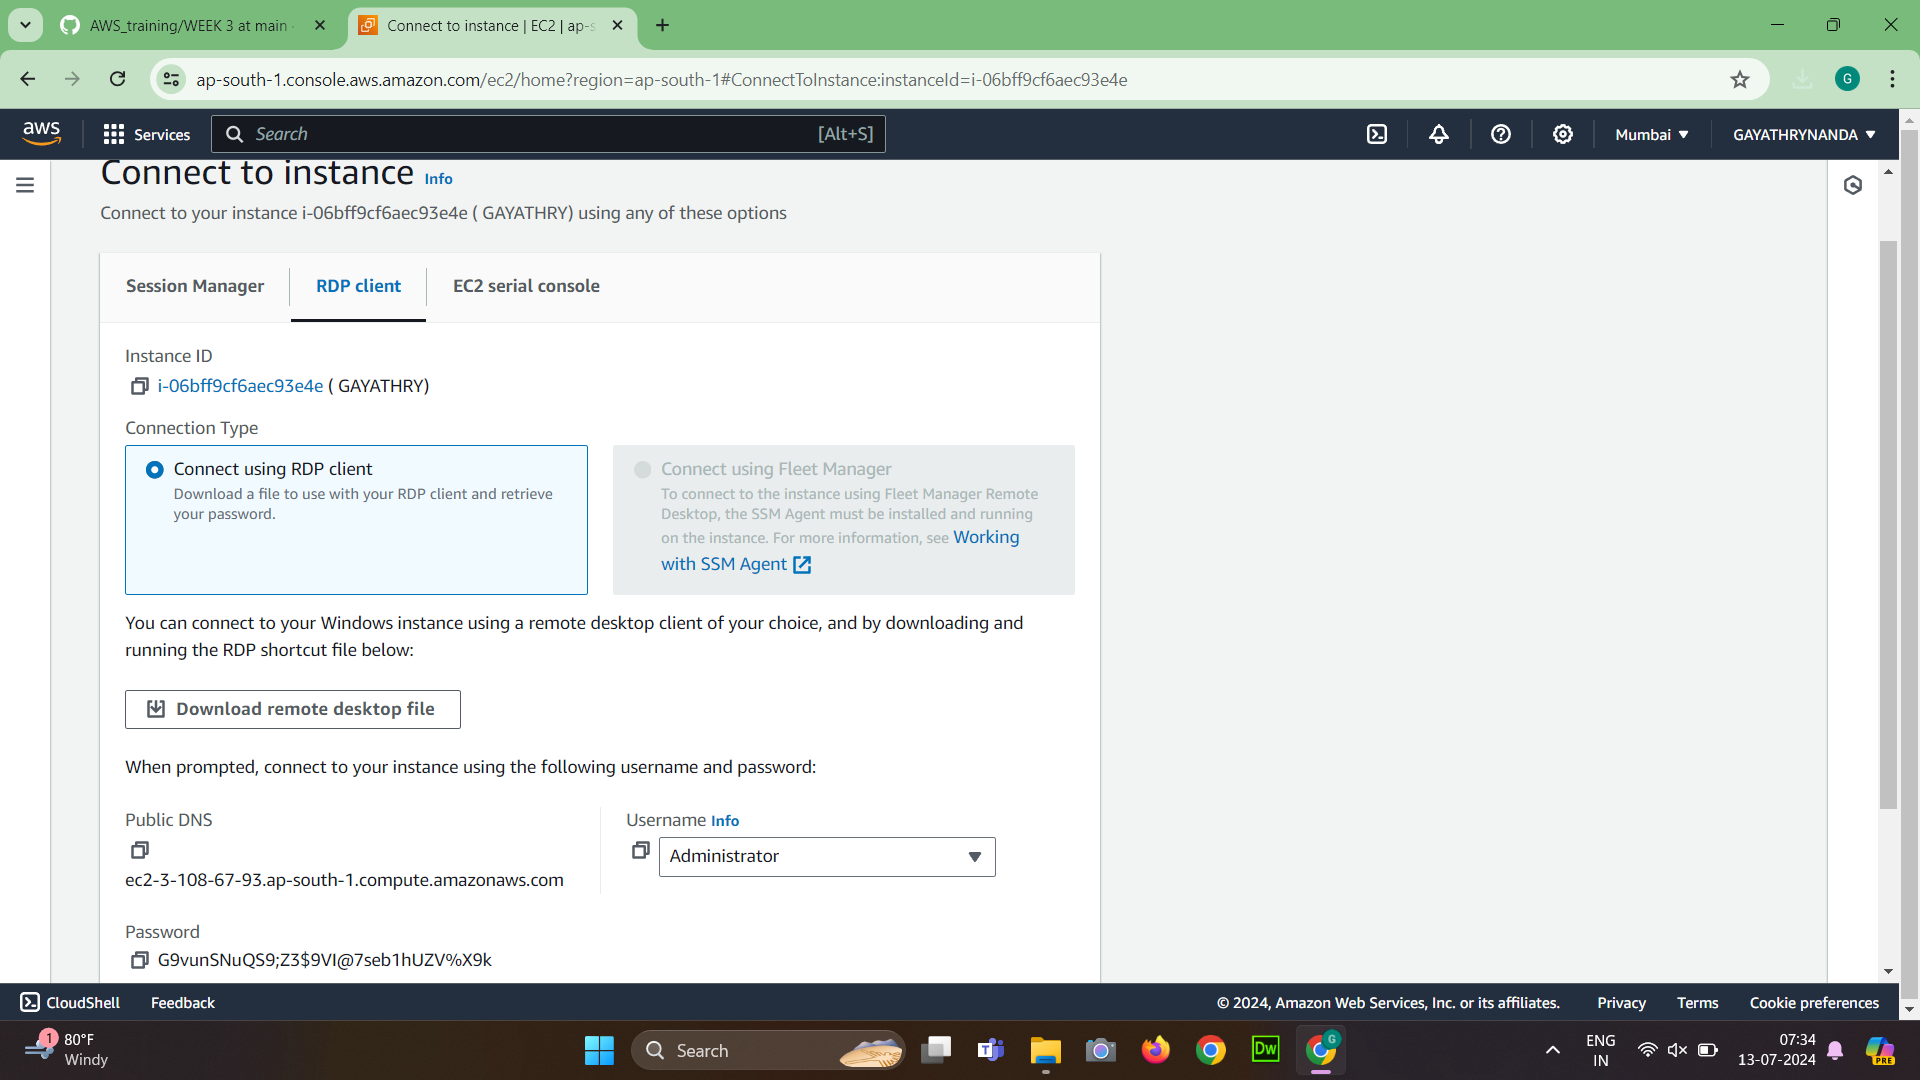 AWS_training/WEEK 3 at main
Connect to instance | EC2 | ap-s
ap-south-1.console.aws.amazon.com/ec2/home?region=ap-south-1#ConnectToInstance:instanceId=i-06bff9cf6aec93e4e
G
aws
Services
Search
[Alt+S]
Mumbai
GAYATHRYNANDA
Connect to instance Info
Connect to your instance i-06bff9cf6aec93e4e ( GAYATHRY) using any of these options
Session Manager
RDP client
EC2 serial console
Instance ID
i-06bff9cf6aec93e4e ( GAYATHRY)
Connection Type
Connect using RDP client
Download a file to use with your RDP client and retrieve
your password.
Connect using Fleet Manager
To connect to the instance using Fleet Manager Remote
Desktop, the SSM Agent must be installed and running
on the instance. For more information, see Working
with SSM Agent
You can connect to your Windows instance using a remote desktop client of your choice, and by downloading and
running the RDP shortcut file below:
Download remote desktop file
When prompted, connect to your instance using the following username and password:
Public DNS
ec2-3-108-67-93.ap-south-1.compute.amazonaws.com
Username Info
Administrator
Password
G9vunSNuQS9;Z3$9VI@7seb1hUZV%X9k
CloudShell
Feedback
© 2024, Amazon Web Services, Inc. or its affiliates.
Privacy
Terms
Cookie preferences
1
80°F
Windy
Search
Dw
G
ENG
IN
07:34
13-07-2024
PRE